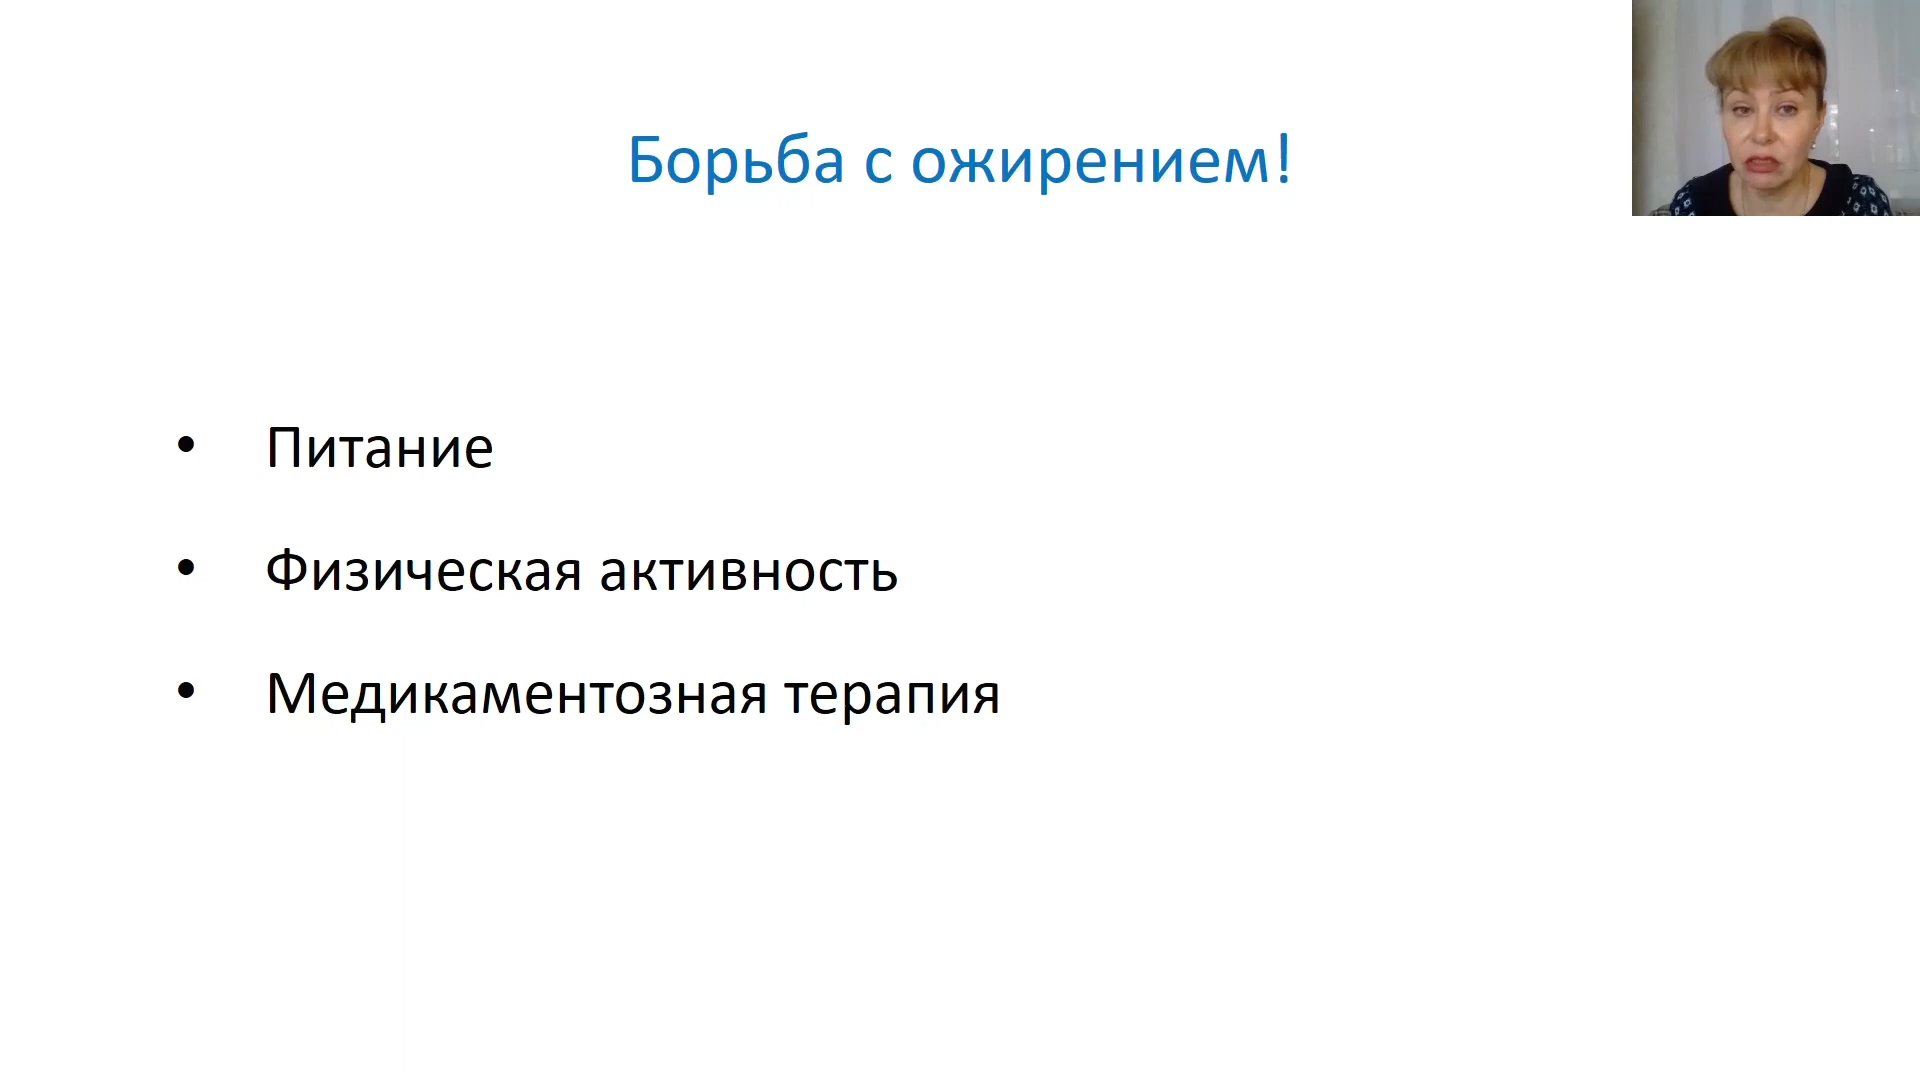 Борьба с ожирением!
• Питание
• Физическая активность
• Медикаментозная терапия